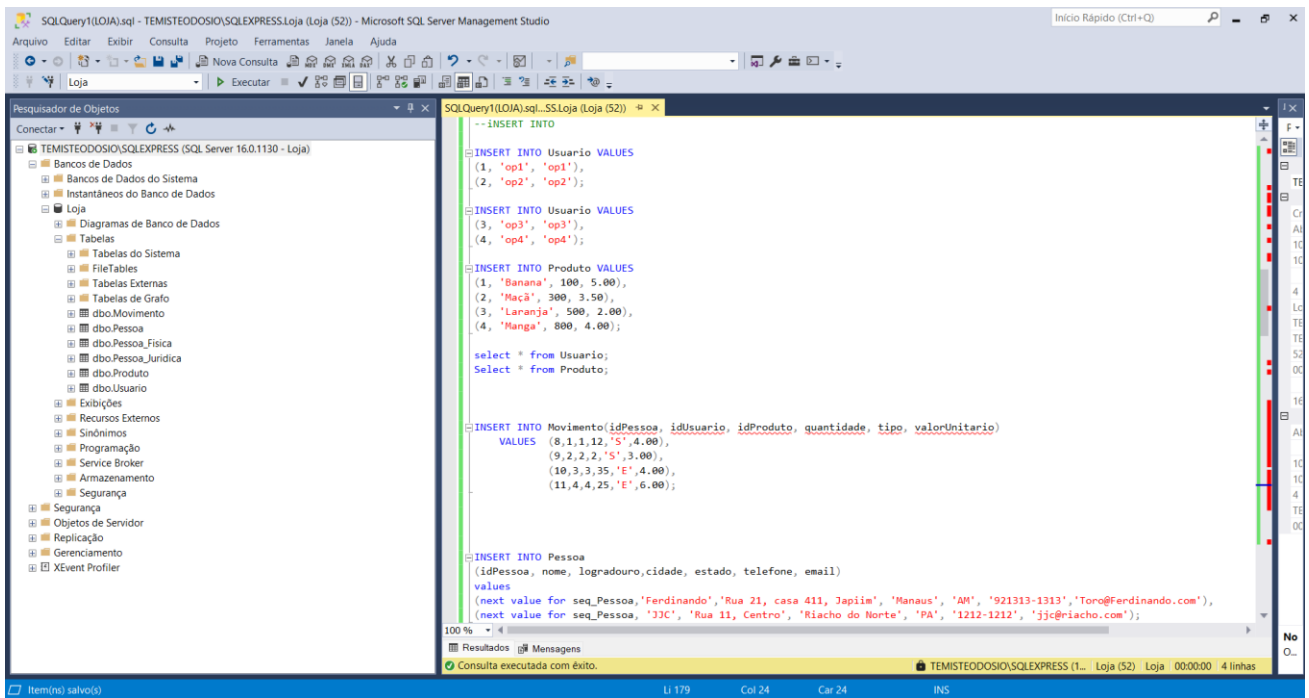 SQLQuery1(LOJA).sql - TEMISTEODOSIO\SQLEXPRESS.Loja (Loja (52)) - Microsoft SQL Server Management Studio
Início Rápido (Ctrl+Q)
Arquivo Editar Exibir Consulta Projeto Ferramentas Janela Ajuda
Nova Consulta
Loja
Executar
Pesquisador de Objetos
Conectar
TEMISTEODOSIO\SQLEXPRESS (SQL Server 16.0.1130 - Loja)
Bancos de Dados
Bancos de Dados do Sistema
Instantâneos do Banco de Dados
Loja
Diagramas de Banco de Dados
Tabelas
Tabelas do Sistema
FileTables
Tabelas Externas
Tabelas de Grafo
dbo.Movimento
dbo.Pessoa
dbo.Pessoa_Fisica
dbo.Pessoa_Juridica
dbo.Produto
dbo.Usuario
Exibições
Recursos Externos
Sinônimos
Programação
Service Broker
Armazenamento
Segurança
Segurança
Objetos de Servidor
Replicação
Gerenciamento
XEvent Profiler
SQLQuery1(LOJA).sql...SS.Loja (Loja (52))
--iNSERT INTO
INSERT INTO Usuario VALUES
(1, 'op1', 'op1'),
(2, 'op2', 'op2');
INSERT INTO Usuario VALUES
(3, 'op3', 'op3'),
(4, 'op4', 'op4');
INSERT INTO Produto VALUES
(1, 'Banana', 100, 5.00),
(2, 'Maçã', 300, 3.50),
(3, 'Laranja', 500, 2.00),
(4, 'Manga', 800, 4.00);
select * from Usuario;
Select * from Produto;
INSERT INTO Movimento(idPessoa, idUsuario, idProduto, quantidade, tipo, valorUnitario)
VALUES (8,1,1,12,'S',4.00),
(9,2,2,2,'S',3.00),
(10,3,3,35,'E',4.00),
(11,4,4,25,'E',6.00);
INSERT INTO Pessoa
(idPessoa, nome, logradouro,cidade, estado, telefone, email)
values
(next value for seq_Pessoa,'Ferdinando','Rua 21, casa 411, Japiim', 'Manaus', 'AM', '921313-1313','Toro@Ferdinando.com'),
(next value for seq_Pessoa, 'JJC', 'Rua 11, Centro', 'Riacho do Norte', 'PA', '1212-1212', 'jjc@riacho.com');
100 %
Resultados Mensagens
Consulta executada com êxito.
TEMISTEODOSIO\SQLEXPRESS (1... Loja (52) Loja 00:00:00 4 linhas
No
O...
Item(ns) salvo(s)
Li 179 Col 24 Car 24 INS